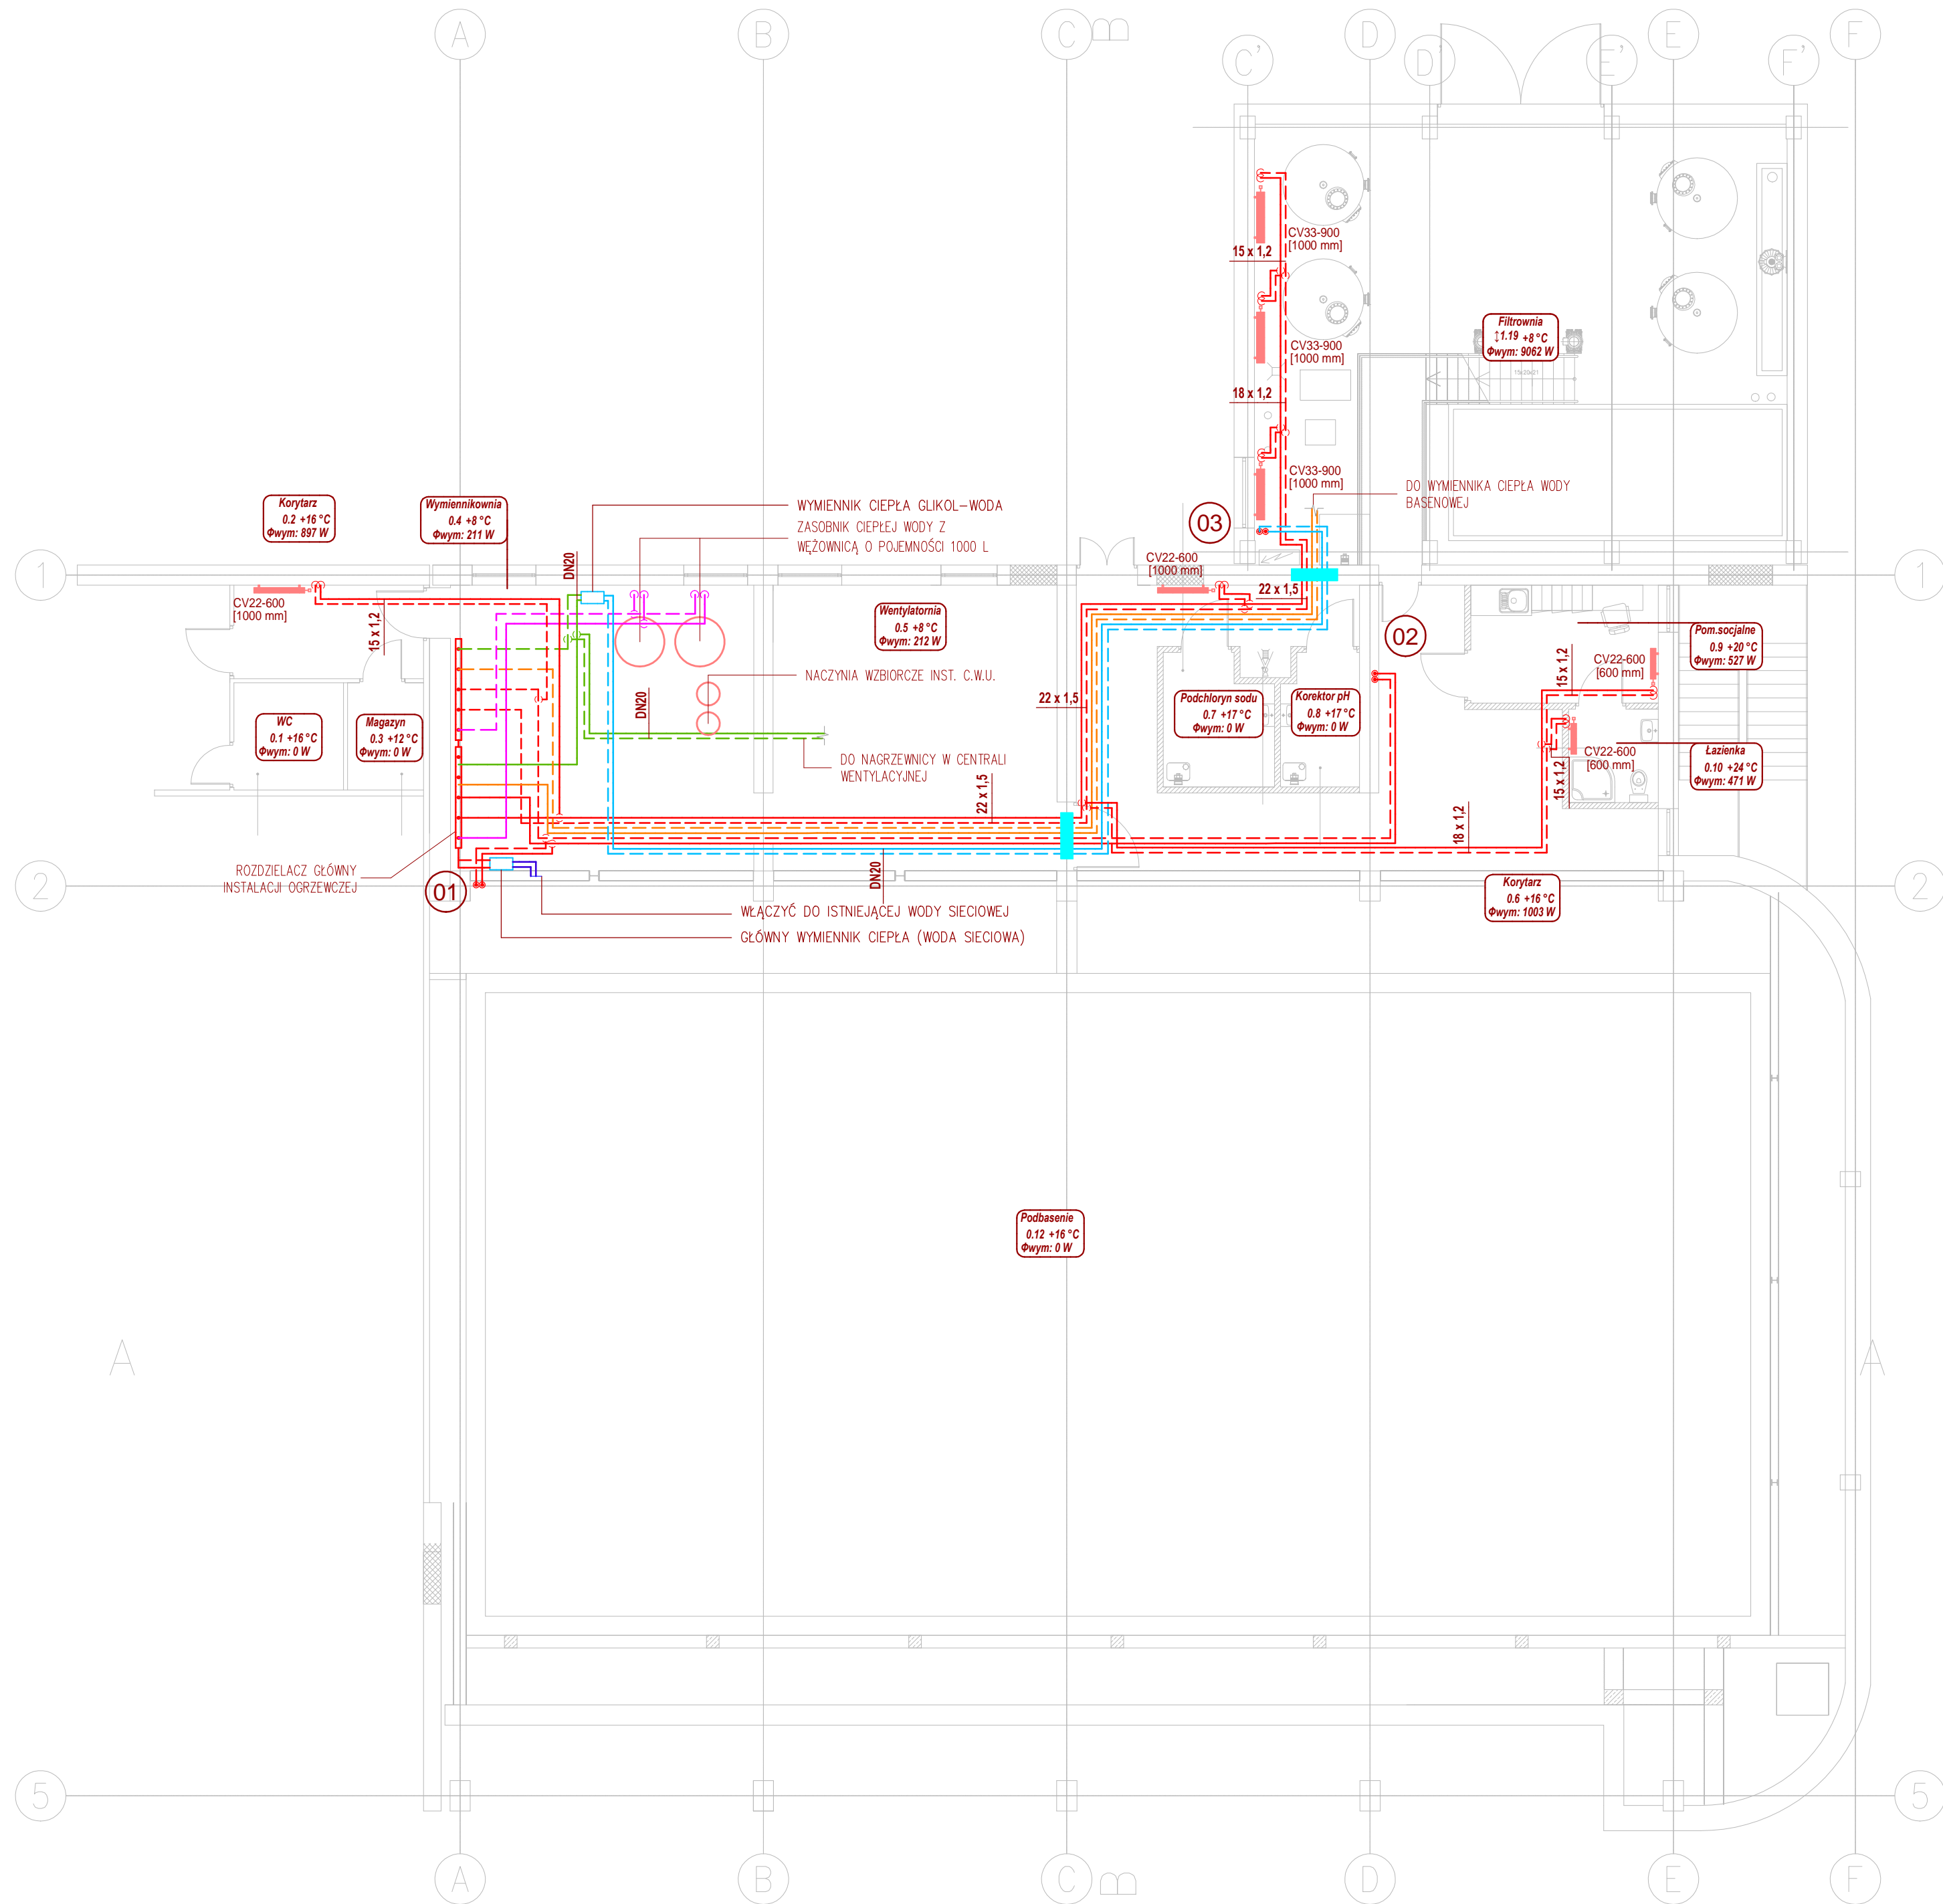 A
B
C
B
C'
D
D'
E'
E
F'
F
CV33-900
[1000 mm]
15 x 1,2
Filtrownia
↕1.19 +8 °C
Φwym: 9062 W
CV33-900
[1000 mm]
15x20x21
18 x 1,2
CV33-900
[1000 mm]
DO WYMIENNIKA CIEPŁA WODY
BASENOWEJ
Korytarz
0.2 +16 °C
Φwym: 897 W
Wymiennikownia
0.4 +8 °C
Φwym: 211 W
WYMIENNIK CIEPŁA GLIKOL-WODA
ZASOBNIK CIEPŁEJ WODY Z
WĘŻOWNICĄ O POJEMNOŚCI 1000 L
03
1
DN20
CV22-600
[1000 mm]
22 x 1,5
1
CV22-600
[1000 mm]
15 x 1,2
Wentylatornia
0.5 +8 °C
Φwym: 212 W
02
Pom.socjalne
0.9 +20 °C
Φwym: 527 W
CV22-600
[600 mm]
15 x 1,2
NACZYNIA WZBIORCZE INST. C.W.U.
DN20
22 x 1,5
Podchloryn sodu
0.7 +17 °C
Φwym: 0 W
Korektor pH
0.8 +17 °C
Φwym: 0 W
WC
0.1 +16 °C
Φwym: 0 W
Magazyn
0.3 +12 °C
Φwym: 0 W
DO NAGRZEWNICY W CENTRALI
WENTYLACYJNEJ
22 x 1,5
CV22-600
[600 mm]
15 x 1,2
Łazienka
0.10 +24 °C
Φwym: 471 W
18 x 1,2
ROZDZIELACZ GŁÓWNY
INSTALACJI OGRZEWCZEJ
2
01
DN20
Korytarz
0.6 +16 °C
Φwym: 1003 W
2
WŁĄCZYĆ DO ISTNIEJĄCEJ WODY SIECIOWEJ
GŁÓWNY WYMIENNIK CIEPŁA (WODA SIECIOWA)
Podbasenie
0.12 +16 °C
Φwym: 0 W
A
A
5
5
A
B
C
B
D
E
F